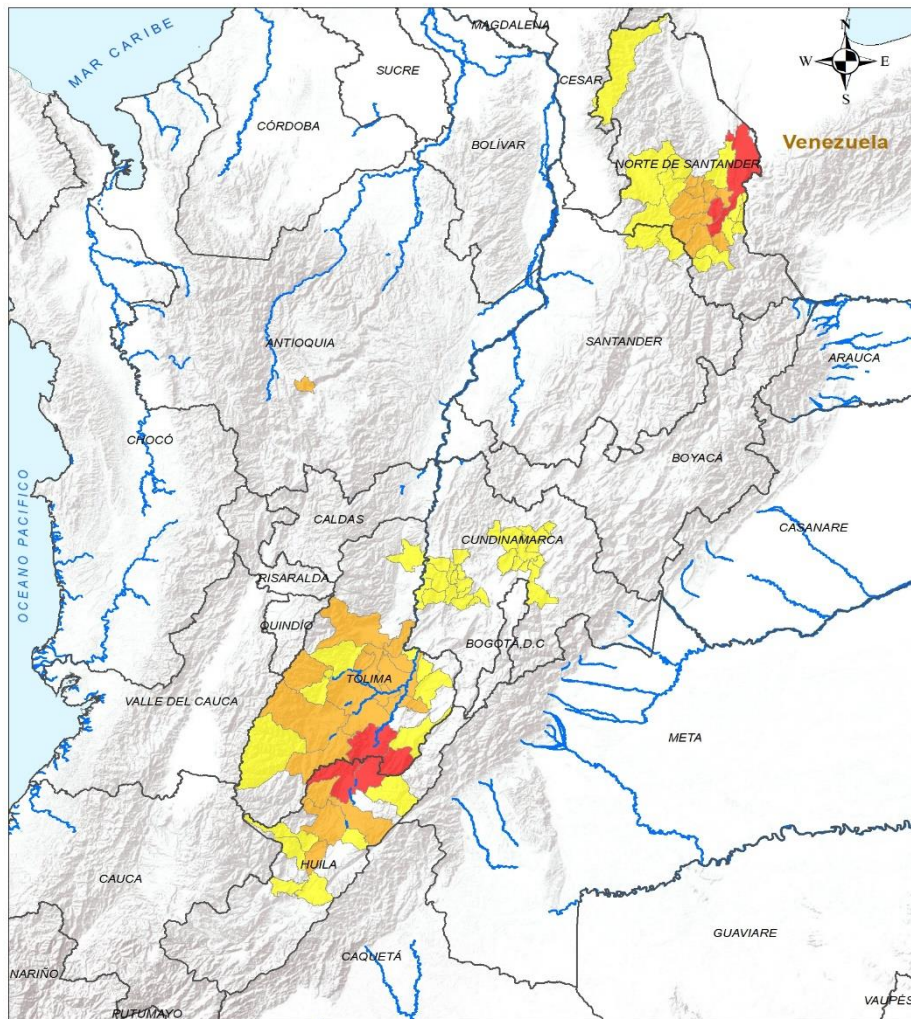 MAGDALENA
MAR CARIBE
N
W
E
S
SUCRE
CESAR
CÓRDOBA
BOLÍVAR
Venezuela
NORTE DE SANTANDER
ANTIOQUIA
SANTANDER
ARAUCA
CHOCÓ
BOYACÁ
OCEANO PACIFICO
CALDAS
CUNDINAMARCA
CASANARE
RISARALDA
QUINDÍO
BOGOTÁ,D.C
TOLIMA
VALLE DEL CAUCA
META
HUILA
CAUCA
GUAVIARE
CAQUETÁ
NARIÑO
VAUPÉS
PUTUMAYO